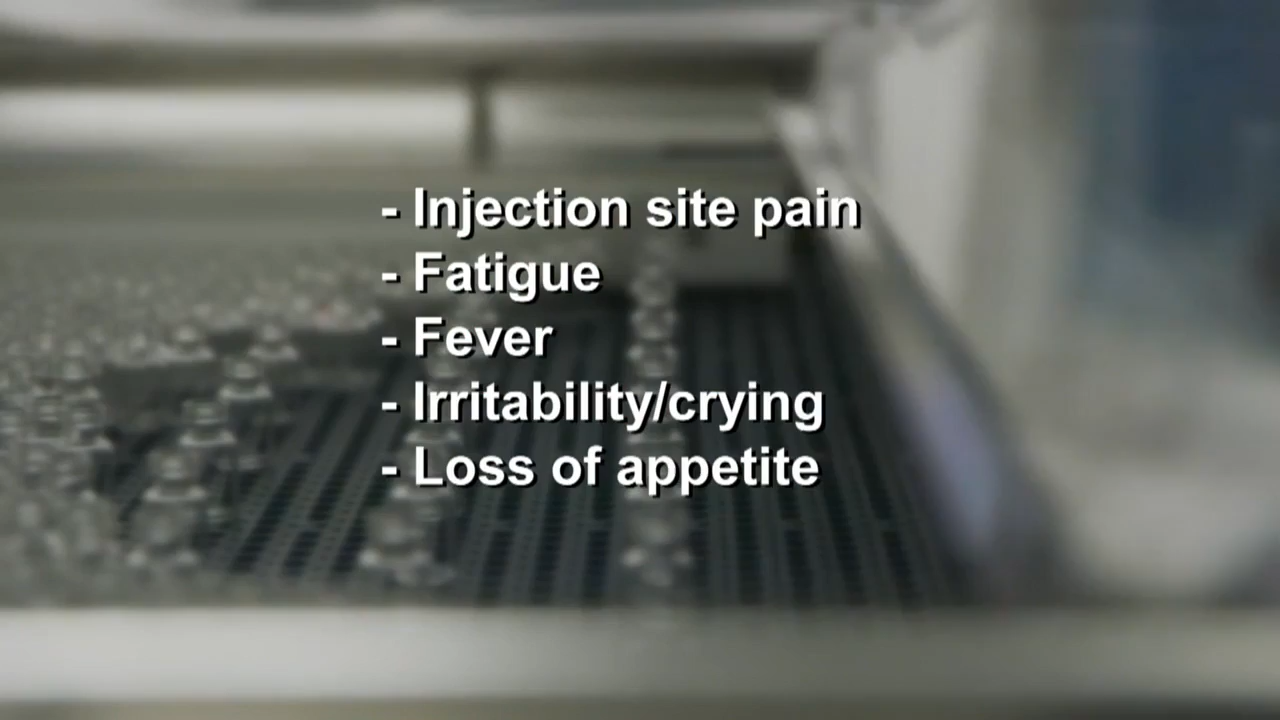 - Injection site pain
- Fatigue
- Fever
- Irritability/crying
- Loss of appetite